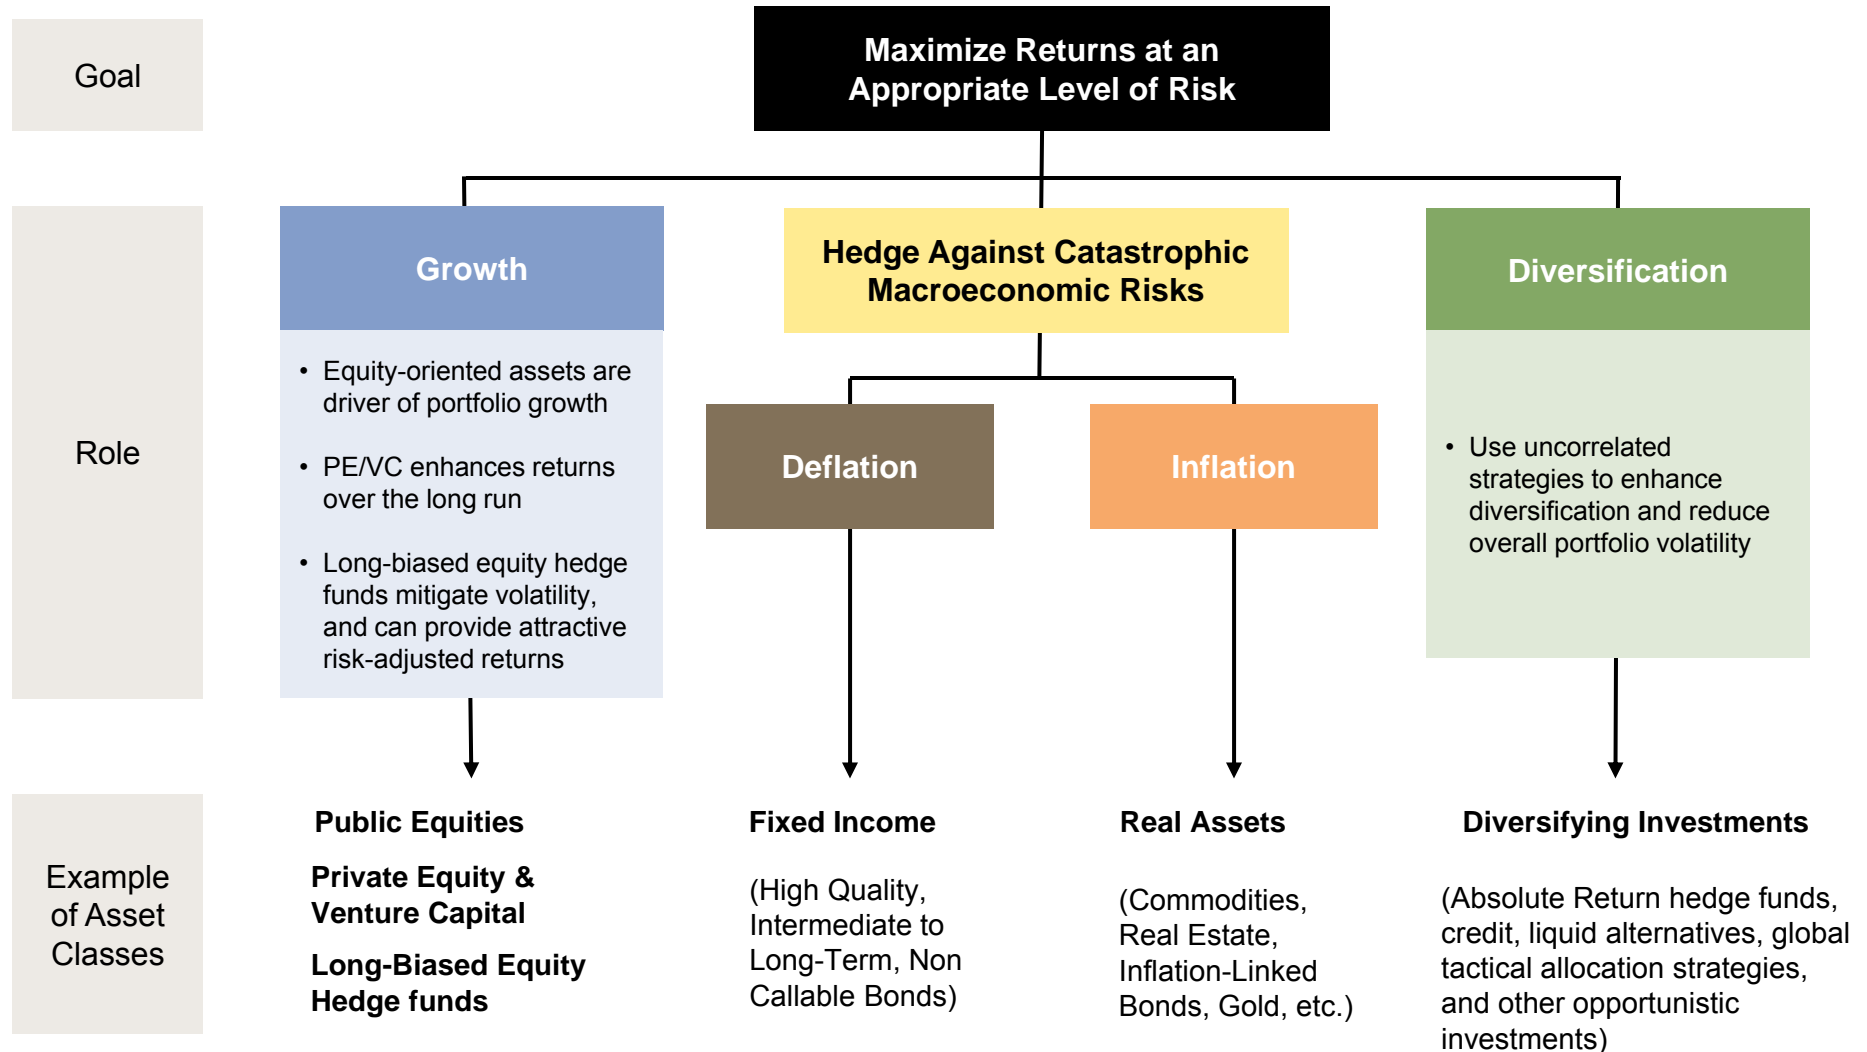 Goal
Maximize Returns at an
Appropriate Level of Risk
Role
Growth
• Equity-oriented assets are
driver of portfolio growth
• PE/VC enhances returns
over the long run
• Long-biased equity hedge
funds mitigate volatility,
and can provide attractive
risk-adjusted returns
Hedge Against Catastrophic
Macroeconomic Risks
Deflation
Inflation
Diversification
• Use uncorrelated
strategies to enhance
diversification and reduce
overall portfolio volatility
Example
of Asset
Classes
Public Equities
Private Equity &
Venture Capital
Long-Biased Equity
Hedge funds
Fixed Income
(High Quality,
Intermediate to
Long-Term, Non
Callable Bonds)
Real Assets
(Commodities,
Real Estate,
Inflation-Linked
Bonds, Gold, etc.)
Diversifying Investments
(Absolute Return hedge funds,
credit, liquid alternatives, global
tactical allocation strategies,
and other opportunistic
investments)